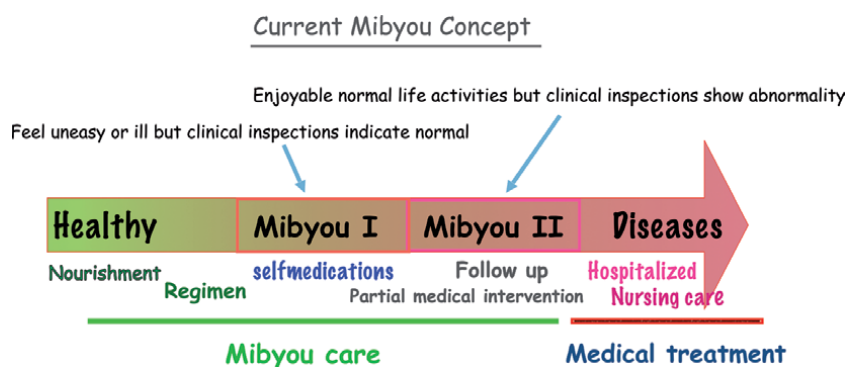 Current Mibyou Concept
Enjoyable normal life activities but clinical inspections show abnormality
Feel uneasy or ill but clinical inspections indicate normal
Healthy
Mibyou I
Mibyou II
Diseases
Nourishment
Regimen
selfmedications
Follow up
Partial medical intervention
Hospitalized
Nursing care
Mibyou care
Medical treatment